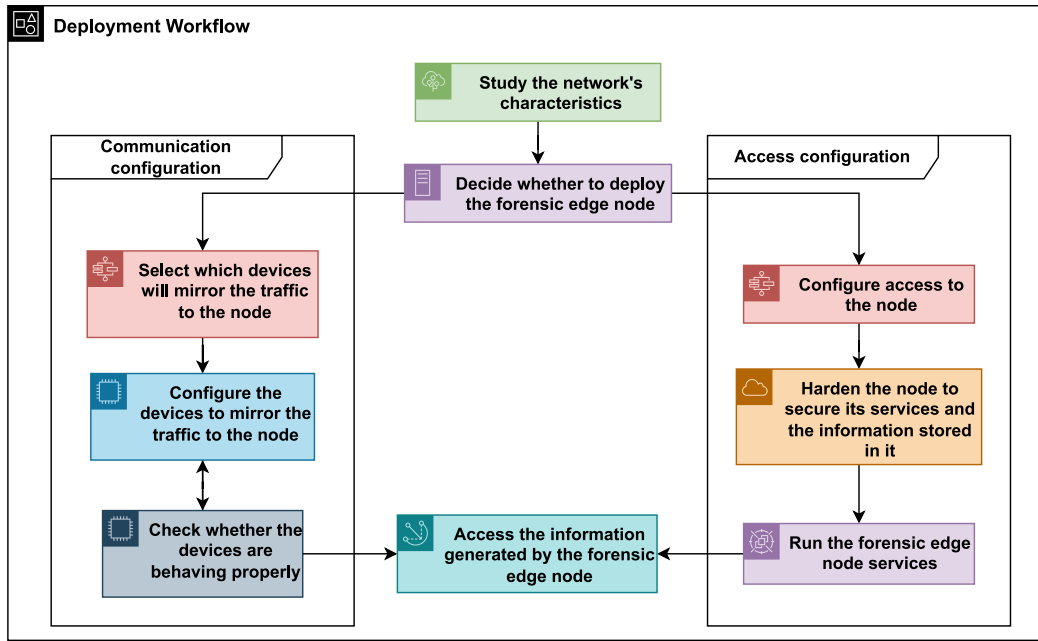 Deployment Workflow
Study the network's
characteristics
Communication
configuration
Access configuration
Decide whether to deploy
the forensic edge node
Select which devices
will mirror the traffic
to the node
Configure access to
the node
Configure the
devices to mirror the
traffic to the node
Harden the node to
secure its services and
the information stored
in it
Check whether the
devices are
behaving properly
Access the information
generated by the forensic
edge node
Run the forensic edge
node services